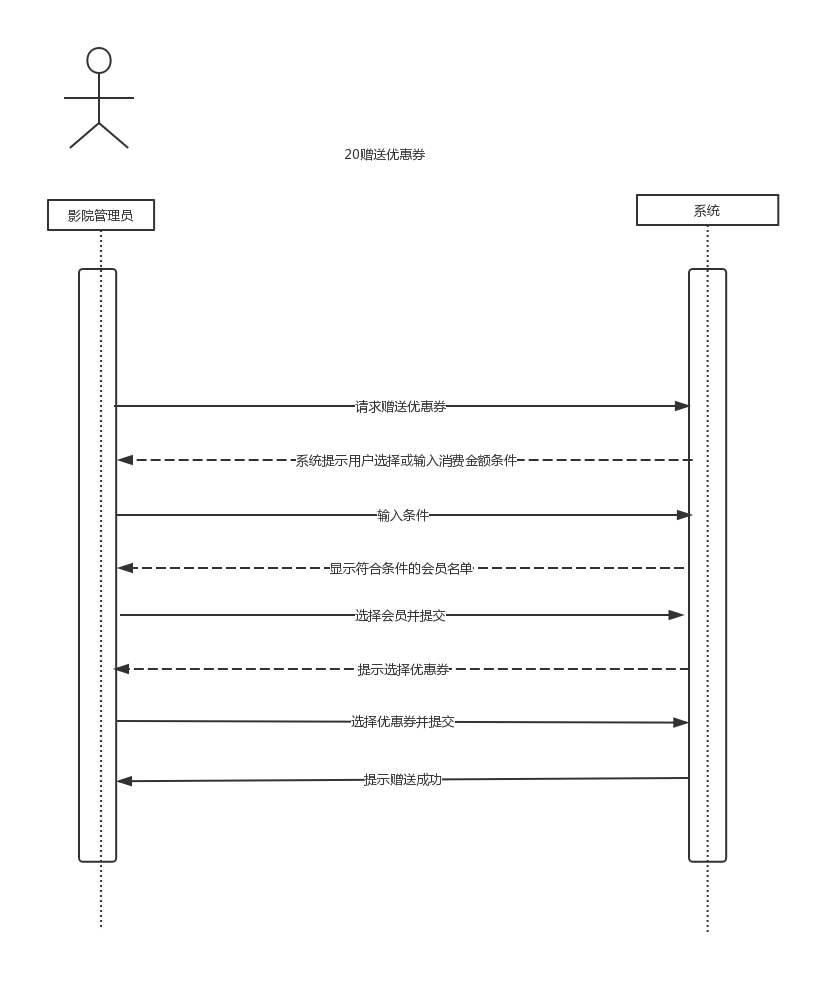 20赠送优惠券
影院管理员
系统
请求赠送优惠券
系统提示用户选择或输入消费金额条件
输入条件
显示符合条件的会员名单
选择会员并提交
提示选择优惠券
选择优惠券并提交
提示赠送成功